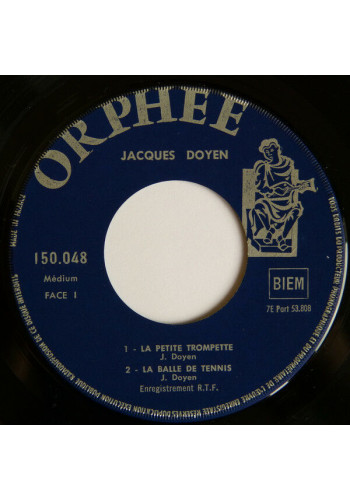 ORPHEE
JACQUES DOYEN
150.048
Médium
FACE 1
BIEM
7E Part 53.808
1 - LA PETITE TROMPETTE
J. Doyen
2 - LA BALLE DE TENNIS
J. Doyen
Enregistrement R.T.F.
MADE IN FRANCE